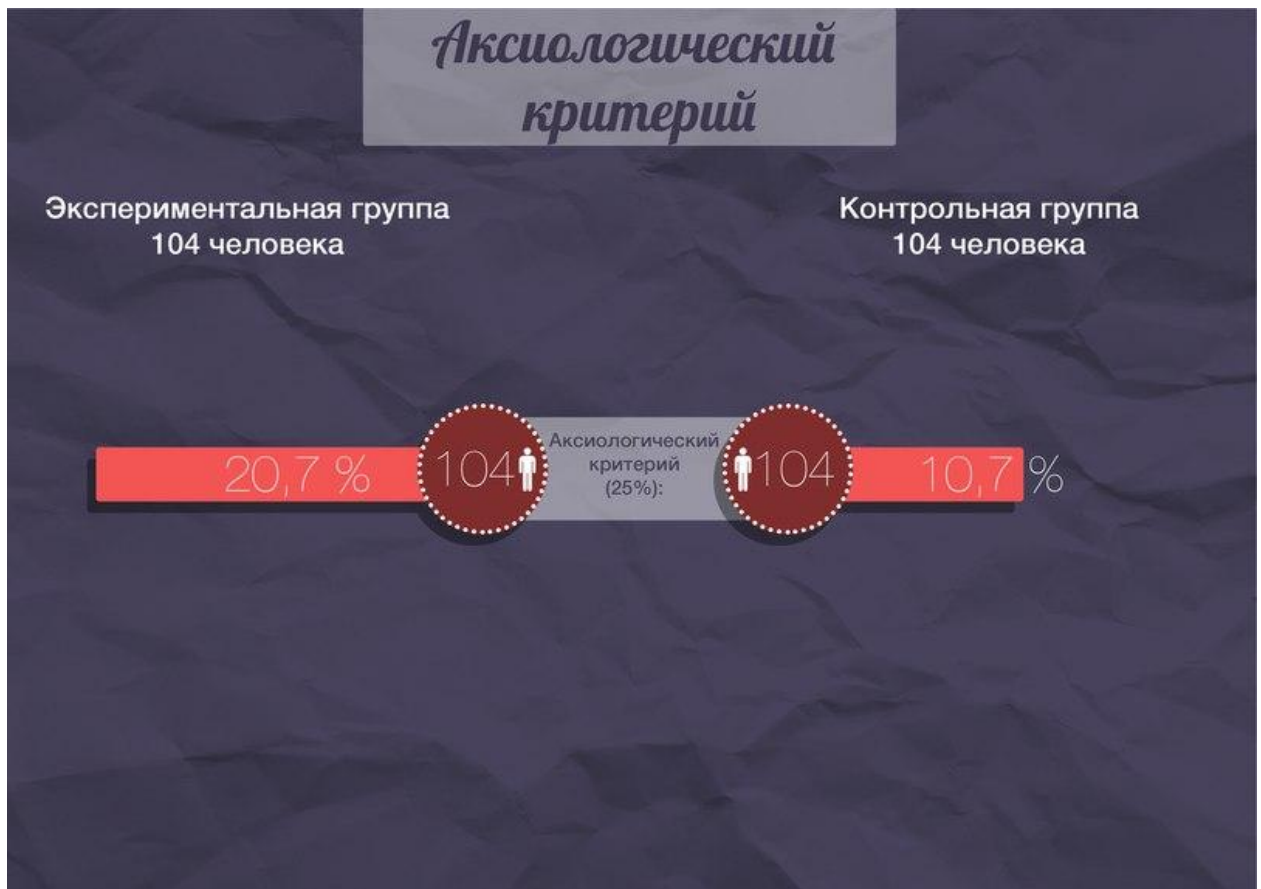 Аксиологический
критерий
Экспериментальная группа
104 человека
Контрольная группа
104 человека
20,7 %
104
Аксиологический
критерий
(25%):
104
10,7 %